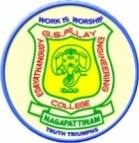 WORK IS WORSHIP
EDAYATHANGUDY
G.S.PILLAY
ENGINEERING
COLLEGE
NAGAPATTINAM
TRUTH TRIUMPHS